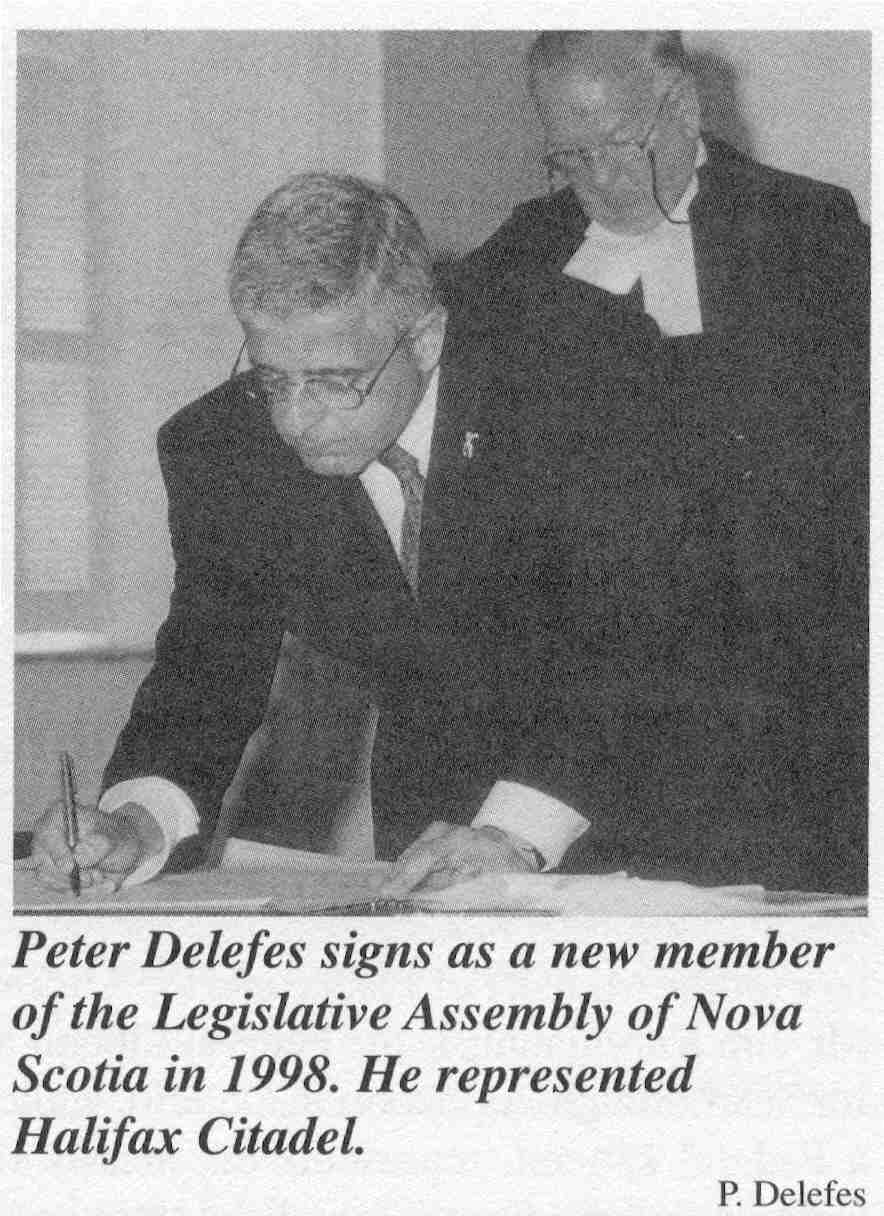 Peter Delefes signs as a new member
of the Legislative Assembly of Nova
Scotia in 1998. He represented
Halifax Citadel.
P. Delefes